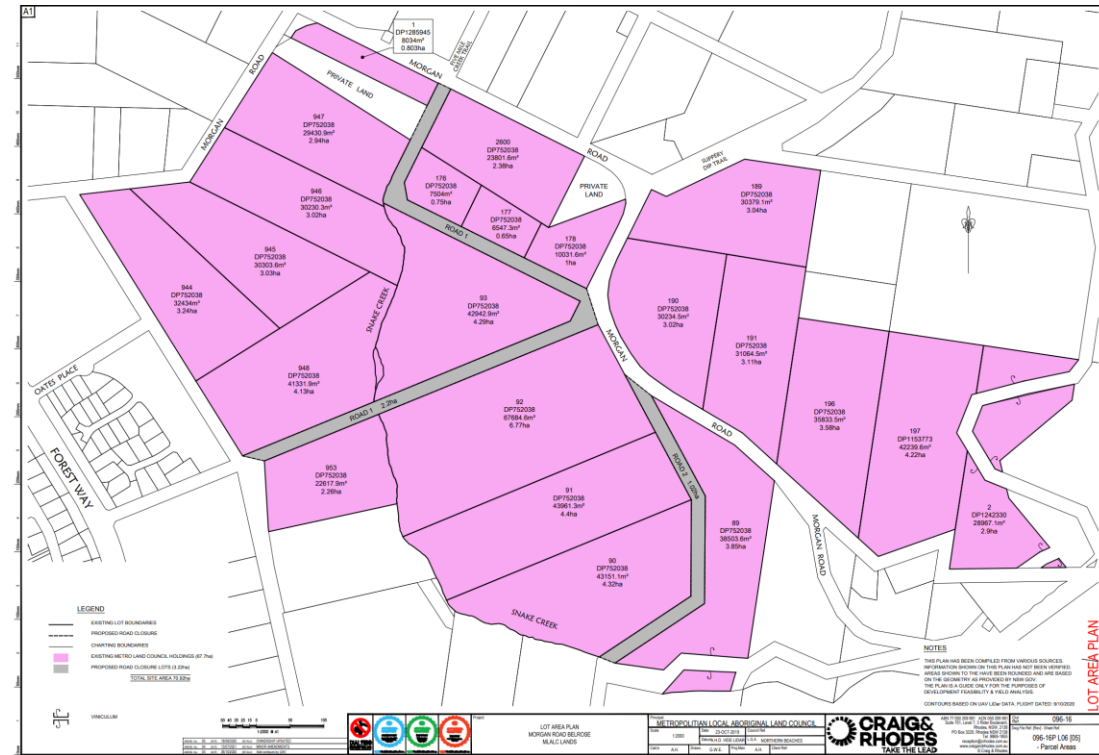 A1
1
DP1285945
8034m²
0.803ha
MORGAN
FIVE MILE
CREEK TRAIL
ROAD
MORGAN
PRIVATE LAND
947
DP752038
29430.9m²
2.94ha
2600
DP752038
23801.6m²
2.38ha
ROAD
SLIPPERY
DIP TRAIL
176
DP752038
7504m²
0.75ha
PRIVATE
LAND
189
DP752038
30379.1m²
3.04ha
946
DP752038
30230.3m²
3.02ha
177
DP752038
6547.3m²
0.65ha
ROAD 1
178
DP752038
10031.6m²
1ha
945
DP752038
30303.6m²
3.03ha
944
DP752038
32434m²
3.24ha
93
DP752038
42942.9m²
4.29ha
SNAKE CREEK
190
DP752038
30234.5m²
3.02ha
191
DP752038
31064.5m²
3.11ha
MORGAN
ROAD
948
DP752038
41331.9m²
4.13ha
OATES PLACE
FOREST WAY
ROAD 1 2.2ha
92
DP752038
67684.6m²
6.77ha
196
DP752038
35833.5m²
3.58ha
197
DP1153773
42239.6m²
4.22ha
953
DP752038
22617.9m²
2.26ha
ROAD 2 1.02ha
91
DP752038
43961.3m²
4.4ha
89
DP752038
38503.6m²
3.85ha
2
DP1242330
28967.1m²
2.9ha
MORGAN ROAD
90
DP752038
43151.1m²
4.32ha
SNAKE CREEK
LEGEND
EXISTING LOT BOUNDARIES
PROPOSED ROAD CLOSURE
CHARTING BOUNDARIES
EXISTING METRO LAND COUNCIL HOLDINGS (67.7ha)
PROPOSED ROAD CLOSURE LOTS (3.22ha)
TOTAL SITE AREA 70.92ha
VINICULUM
NOTES
THIS PLAN HAS BEEN COMPILED FROM VARIOUS SOURCES.
INFORMATION SHOWN ON THIS PLAN HAS NOT BEEN VERIFIED.
AREAS SHOWN TO THE HAVE BEEN ROUNDED AND ARE BASED
ON THE GEOMETRY AS PROVIDED BY NSW GOV.
THE PLAN IS A GUIDE ONLY FOR THE PURPOSES OF
DEVELOPMENT FEASIBILITY & YIELD ANALYSIS.
CONTOURS BASED ON UAV LiDar DATA, FLIGHT DATED: 9/10/2020
LOT AREA PLAN
LOT AREA PLAN
MORGAN ROAD BELROSE
MLALC LANDS
METROPOLITAN LOCAL ABORIGINAL LAND COUNCIL
1:2000
23-OCT-2019
NORTHERN BEACHES
CRAIG&
RHODES
TAKE THE LEAD
096-16
096-16P L06 [05]
- Parcel Areas